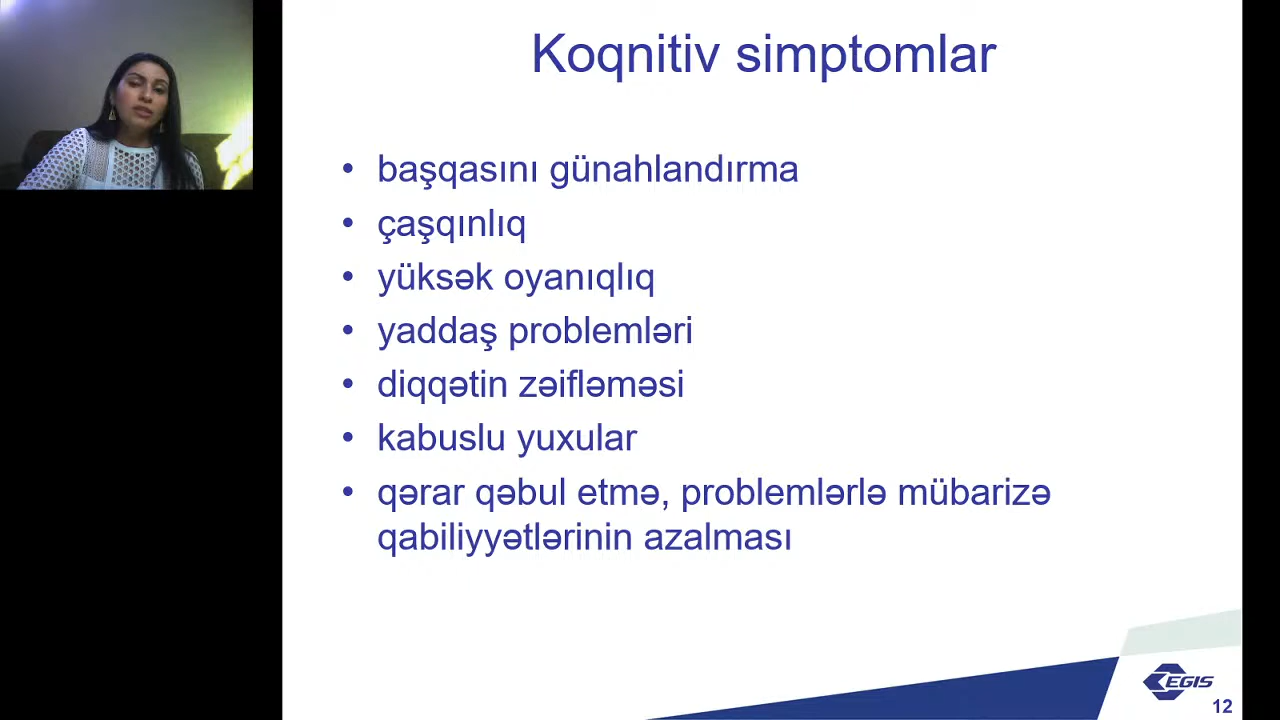 Koqnitiv simptomlar
• başqasını günahlandırma
• çaşqınlıq
• yüksək oyanıqlıq
• yaddaş problemləri
• diqqətin zəifləməsi
• kabuslu yuxular
• qərar qəbul etmə, problemlərlə mübarizə
qabiliyyətlərinin azalması
EGIS
12